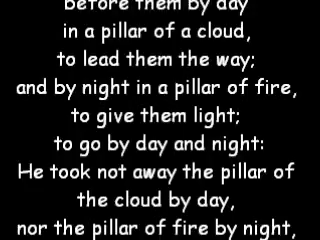 before them by day
in a pillar of a cloud,
to lead them the way;
and by night in a pillar of fire,
to give them light;
to go by day and night:
He took not away the pillar of
the cloud by day,
nor the pillar of fire by night,